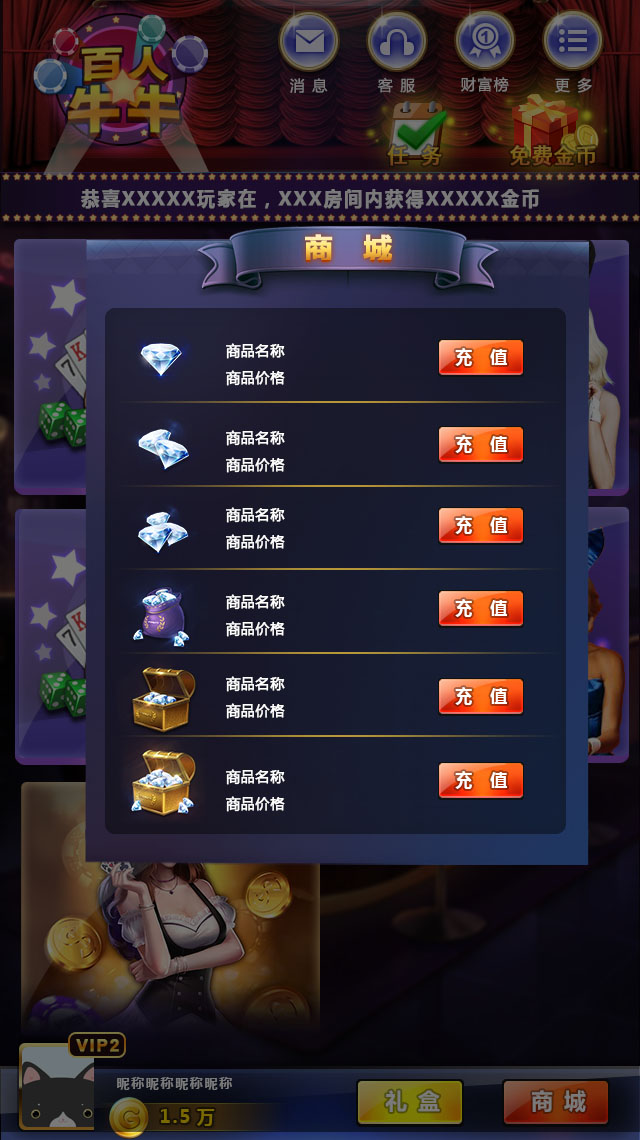 百人
牛牛
消息
客服
财富榜
更多
任务
免费金币
恭喜XXXXX玩家在，XXX房间内获得XXXXX金币
商城
商品名称
商品价格
充值
商品名称
商品价格
充值
商品名称
商品价格
充值
商品名称
商品价格
充值
商品名称
商品价格
充值
商品名称
商品价格
充值
VIP2
昵称昵称昵称昵称
G 1.5万
礼盒
商城